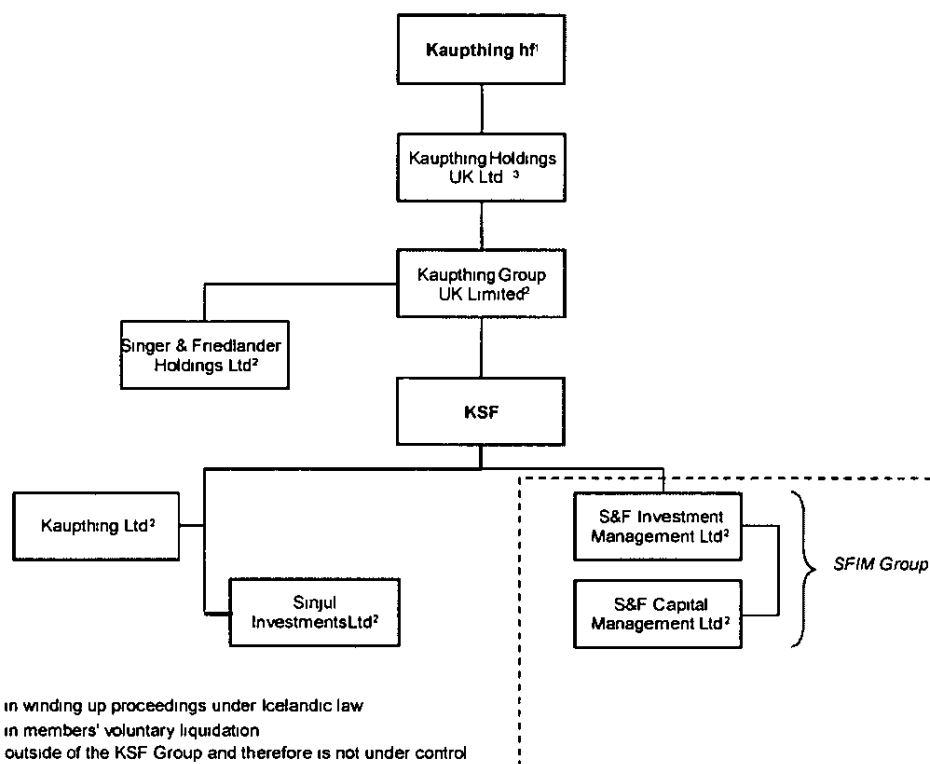 Kaupthing hf¹
Kaupthing Holdings
UK Ltd ³
Kaupthing Group
UK Limited²
Singer & Friedlander
Holdings Ltd²
KSF
Kaupthing Ltd²
S&F Investment
Management Ltd²
SFIM Group
Sinjul
InvestmentsLtd²
S&F Capital
Management Ltd²
in winding up proceedings under Icelandic law
in members' voluntary liquidation
outside of the KSF Group and therefore is not under control